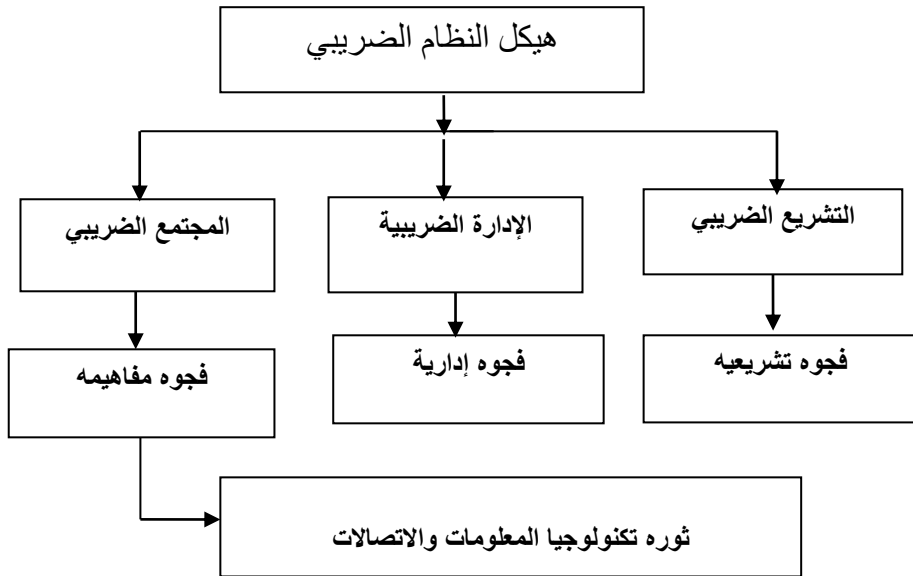 هيكل النظام الضريبي
التشريع الضريبي
الإدارة الضريبية
المجتمع الضريبي
فجوه تشريعيه
فجوه إدارية
فجوه مفاهيمه
ثوره تكنولوجيا المعلومات والاتصالات